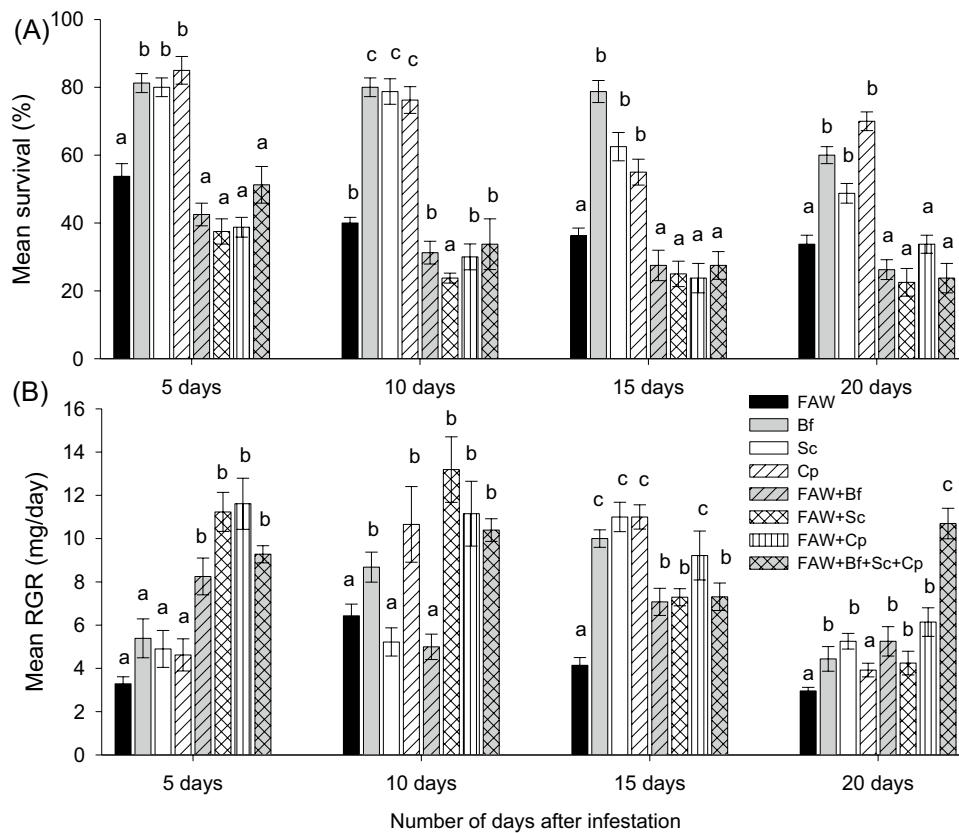 (A)
Mean survival (%)
100
80
60
40
20
0
a b b b a a a a
b c c c b a b b
a b b b a a a a
a b b b a a a a
5 days 10 days 15 days 20 days
(B)
Mean RGR (mg/day)
16
14
12
10
8
6
4
2
0
a a a a b b b b
a b a b a b b b
a c c c b b c b
a b b a b b b c
FAW
Bf
Sc
Cp
FAW+Bf
FAW+Sc
FAW+Cp
FAW+Bf+Sc+Cp
5 days 10 days 15 days 20 days
Number of days after infestation